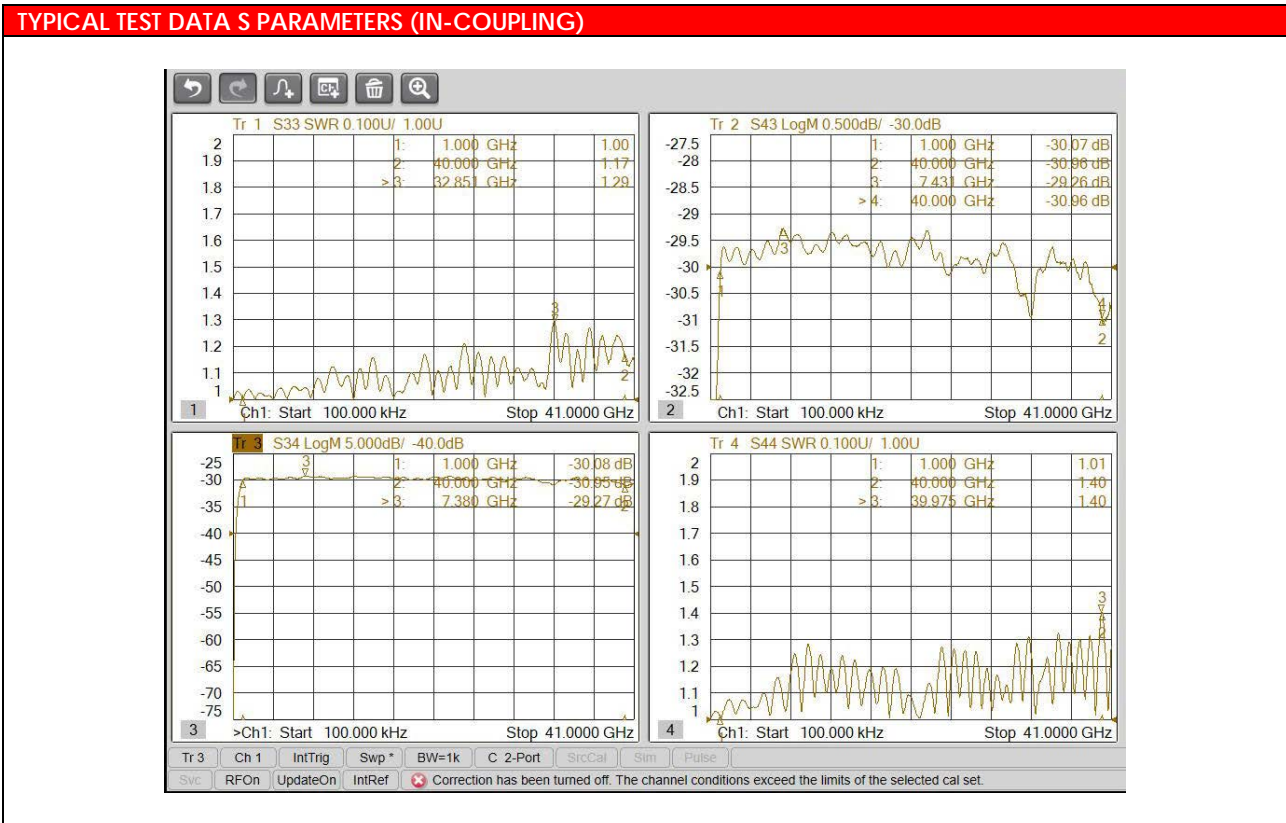 TYPICAL TEST DATA S PARAMETERS (IN-COUPLING)
Tr 1 S33 SWR 0.100U/ 1.00U
2
1.9
1.8
1.7
1.6
1.5
1.4
1.3
1.2
1.1
1
1: 1.000 GHz 1.00
2: 40.000 GHz 1.17
> 3: 32.851 GHz 1.29
3
2
1 Ch1: Start 100.000 kHz Stop 41.0000 GHz
Tr 2 S43 LogM 0.500dB/ -30.0dB
-27.5
-28
-28.5
-29
-29.5
-30
-30.5
-31
-31.5
-32
-32.5
1: 1.000 GHz -30.07 dB
2: 40.000 GHz -30.96 dB
3: 7.431 GHz -29.26 dB
> 4: 40.000 GHz -30.96 dB
3
1
4
2
2 Ch1: Start 100.000 kHz Stop 41.0000 GHz
Tr 3 S34 LogM 5.000dB/ -40.0dB
-25
-30
-35
-40
-45
-50
-55
-60
-65
-70
-75
1: 1.000 GHz -30.08 dB
2: 40.000 GHz -30.95 dB
> 3: 7.380 GHz -29.27 dB
3
1
2
3 >Ch1: Start 100.000 kHz Stop 41.0000 GHz
Tr 4 S44 SWR 0.100U/ 1.00U
2
1.9
1.8
1.7
1.6
1.5
1.4
1.3
1.2
1.1
1
1: 1.000 GHz 1.01
2: 40.000 GHz 1.40
> 3: 39.975 GHz 1.40
3
2
4 Ch1: Start 100.000 kHz Stop 41.0000 GHz
Tr 3 Ch 1 IntTrig Swp * BW=1k C 2-Port SrcCal Sim Pulse
Svc RFOn UpdateOn IntRef Correction has been turned off. The channel conditions exceed the limits of the selected cal set.